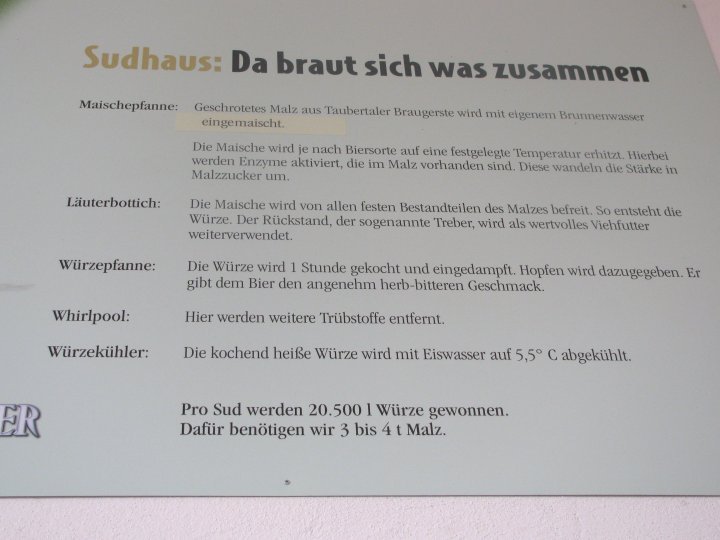 Sudhaus: Da braut sich was zusammen
Maischepfanne: Geschrotetes Malz aus Taubertaler Braugerste wird mit eigenem Brunnenwasser
eingemaischt.
Die Maische wird je nach Biersorte auf eine festgelegte Temperatur erhitzt. Hierbei
werden Enzyme aktiviert, die im Malz vorhanden sind. Diese wandeln die Stärke in
Malzzucker um.
Läuterbottich: Die Maische wird von allen festen Bestandteilen des Malzes befreit. So entsteht die
Würze. Der Rückstand, der sogenannte Treber, wird als wertvolles Viehfutter
weiterverwendet.
Würzepfanne: Die Würze wird 1 Stunde gekocht und eingedampft. Hopfen wird dazugegeben. Er
gibt dem Bier den angenehm herb-bitteren Geschmack.
Whirlpool: Hier werden weitere Trübstoffe entfernt.
Würzekühler: Die kochend heiße Würze wird mit Eiswasser auf 5,5° C abgekühlt.
ER
Pro Sud werden 20.500 l Würze gewonnen.
Dafür benötigen wir 3 bis 4 t Malz.